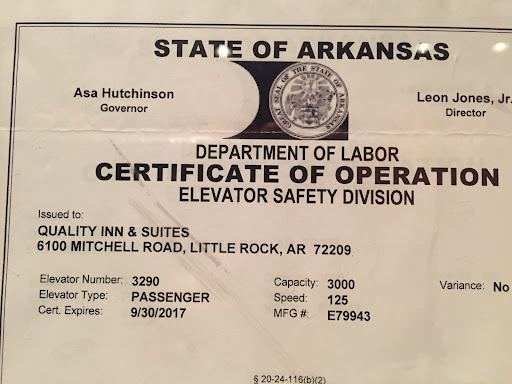 STATE OF ARKANSAS
Asa Hutchinson
Governor
Leon Jones, Jr.
Director
DEPARTMENT OF LABOR
CERTIFICATE OF OPERATION
ELEVATOR SAFETY DIVISION
Issued to:
QUALITY INN & SUITES
6100 MITCHELL ROAD, LITTLE ROCK, AR 72209
Elevator Number: 3290 Capacity: 3000 Variance: No
Elevator Type: PASSENGER Speed: 125
Cert. Expires: 9/30/2017 MFG #: E79943
§ 20-24-116(b)(2)